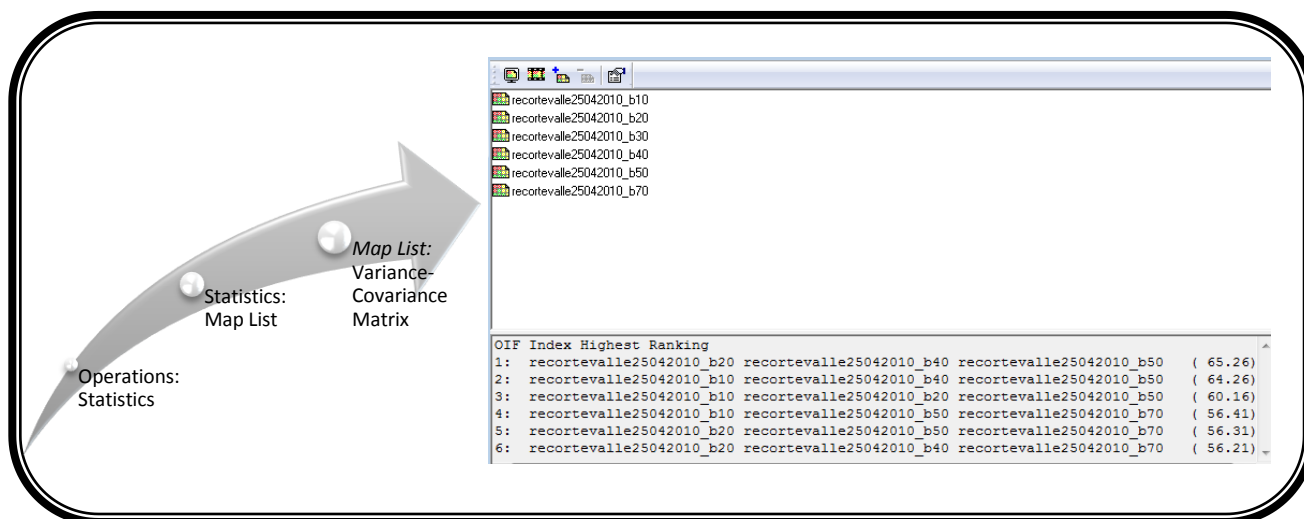 Operations:
Statistics
Statistics:
Map List
Map List:
Variance-
Covariance
Matrix
recortevalle25042010_b10
recortevalle25042010_b20
recortevalle25042010_b30
recortevalle25042010_b40
recortevalle25042010_b50
recortevalle25042010_b70
OIF Index Highest Ranking
1: recortevalle25042010_b20 recortevalle25042010_b40 recortevalle25042010_b50 ( 65.26)
2: recortevalle25042010_b10 recortevalle25042010_b40 recortevalle25042010_b50 ( 64.26)
3: recortevalle25042010_b10 recortevalle25042010_b20 recortevalle25042010_b50 ( 60.16)
4: recortevalle25042010_b10 recortevalle25042010_b50 recortevalle25042010_b70 ( 56.41)
5: recortevalle25042010_b20 recortevalle25042010_b50 recortevalle25042010_b70 ( 56.31)
6: recortevalle25042010_b20 recortevalle25042010_b40 recortevalle25042010_b70 ( 56.21)